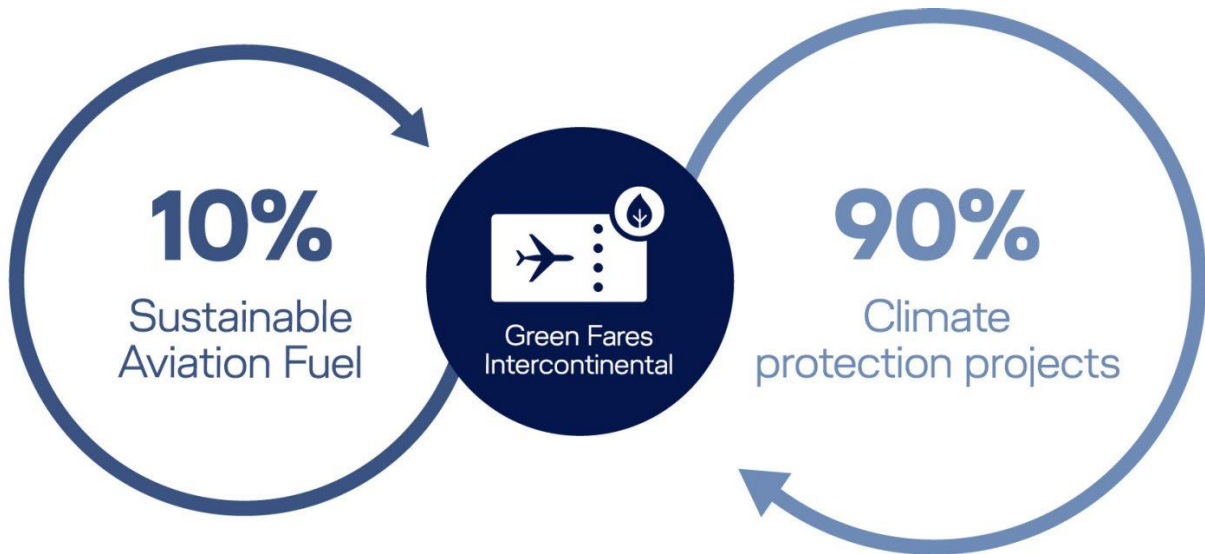 10%
Sustainable
Aviation Fuel
Green Fares
Intercontinental
90%
Climate
protection projects